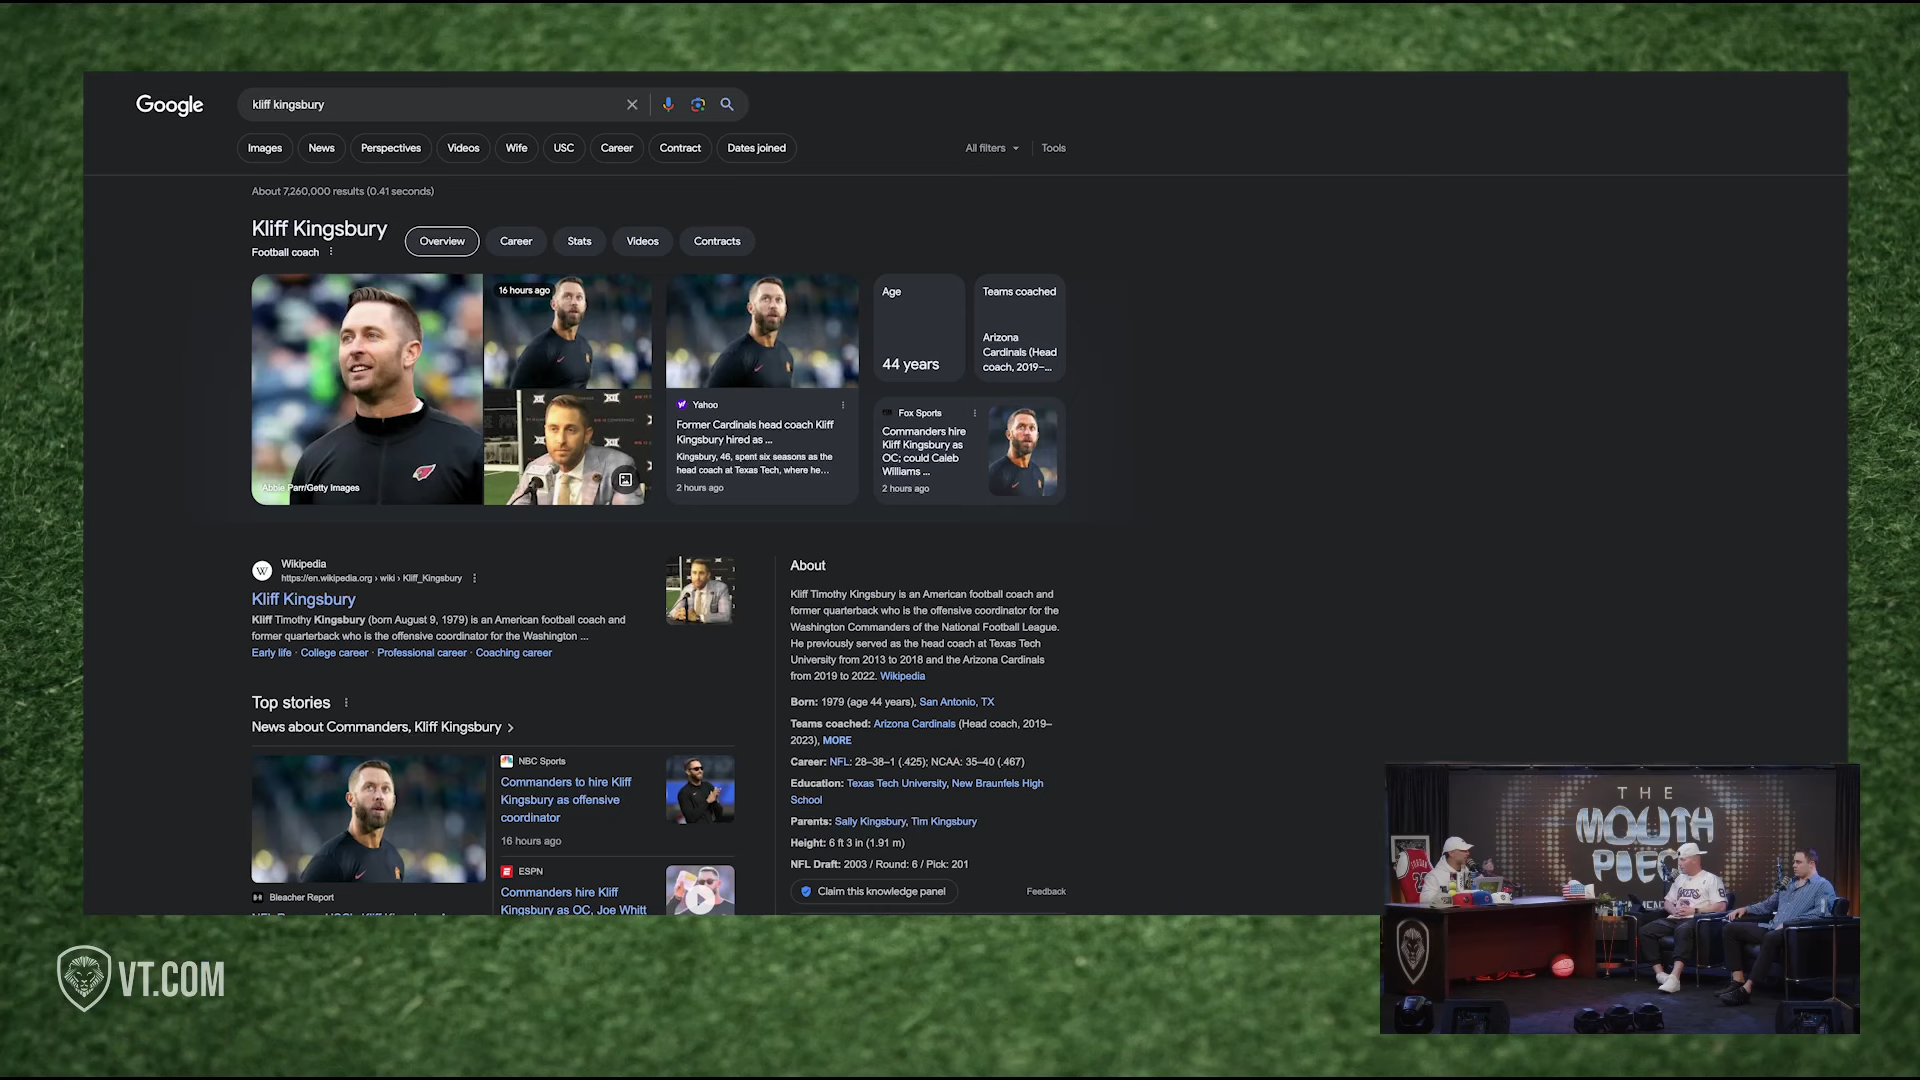 Google
kliff kingsbury
Images
News
Perspectives
Videos
Wife
USC
Career
Contract
Dates joined
All filters
Tools
About 7,260,000 results (0.41 seconds)
Kliff Kingsbury
Football coach
Overview
Career
Stats
Videos
Contracts
Abbie Parr/Getty Images
16 hours ago
Yahoo
Former Cardinals head coach Kliff
Kingsbury hired as ...
Kingsbury, 46, spent six seasons as the
head coach at Texas Tech, where he...
2 hours ago
Age
44 years
Teams coached
Arizona
Cardinals (Head
coach, 2019–...
Fox Sports
Commanders hire
Kliff Kingsbury as
OC; could Caleb
Williams ...
2 hours ago
W
Wikipedia
https://en.wikipedia.org › wiki › Kliff_Kingsbury
Kliff Kingsbury
Kliff Timothy Kingsbury (born August 9, 1979) is an American football coach and
former quarterback who is the offensive coordinator for the Washington ...
Early life · College career · Professional career · Coaching career
Top stories
News about Commanders, Kliff Kingsbury
Bleacher Report
NBC Sports
Commanders to hire Kliff
Kingsbury as offensive
coordinator
16 hours ago
ESPN
Commanders hire Kliff
Kingsbury as OC, Joe Whitt
About
Kliff Timothy Kingsbury is an American football coach and
former quarterback who is the offensive coordinator for the
Washington Commanders of the National Football League.
He previously served as the head coach at Texas Tech
University from 2013 to 2018 and the Arizona Cardinals
from 2019 to 2022. Wikipedia
Born: 1979 (age 44 years), San Antonio, TX
Teams coached: Arizona Cardinals (Head coach, 2019–
2023), MORE
Career: NFL: 28–38–1 (.425); NCAA: 35–40 (.467)
Education: Texas Tech University, New Braunfels High
School
Parents: Sally Kingsbury, Tim Kingsbury
Height: 6 ft 3 in (1.91 m)
NFL Draft: 2003 / Round: 6 / Pick: 201
Claim this knowledge panel
Feedback
THE
MOUTH
PIECE
VT.COM